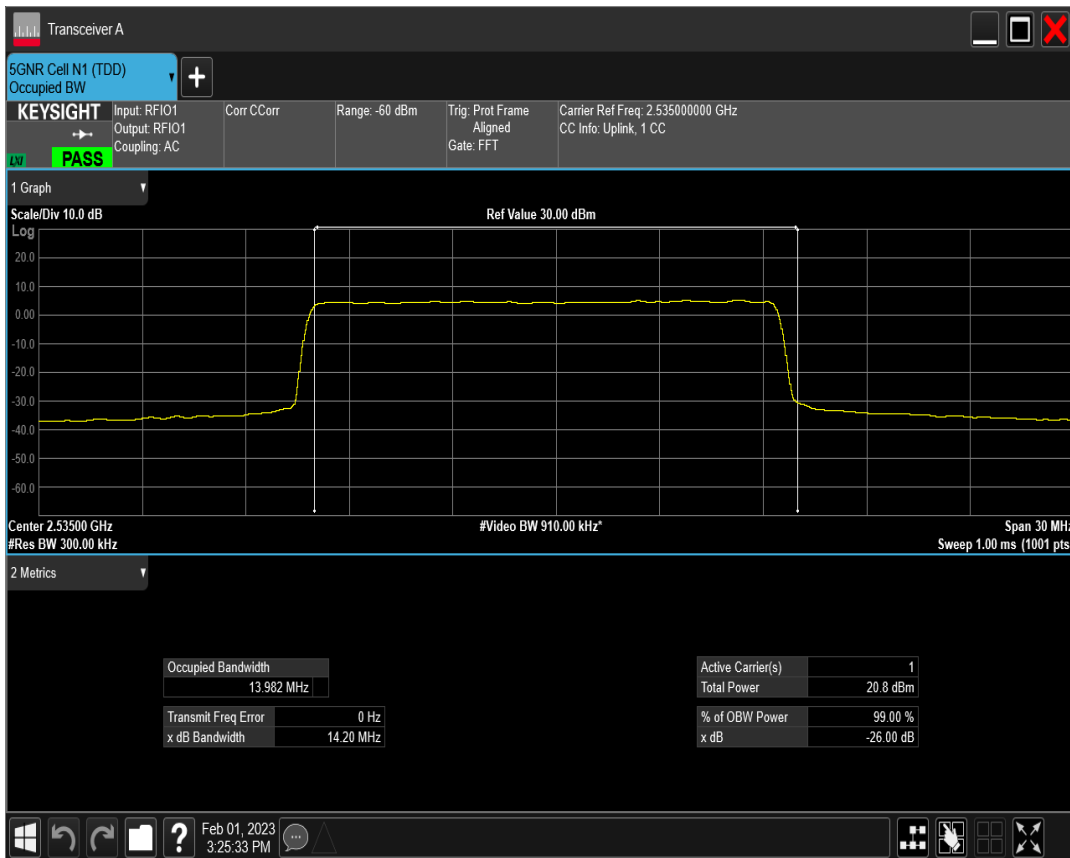 Transceiver A
5GNR Cell N1 (TDD)
Occupied BW
KEYSIGHT
LXI
PASS
Input: RFIO1
Output: RFIO1
Coupling: AC
Corr CCorr
Range: -60 dBm
Trig: Prot Frame
Aligned
Gate: FFT
Carrier Ref Freq: 2.535000000 GHz
CC Info: Uplink, 1 CC
1 Graph
Scale/Div 10.0 dB
Ref Value 30.00 dBm
Log
20.0
10.0
0.00
-10.0
-20.0
-30.0
-40.0
-50.0
-60.0
Center 2.53500 GHz
#Video BW 910.00 kHz*
Span 30 MHz
#Res BW 300.00 kHz
Sweep 1.00 ms (1001 pts
2 Metrics
Occupied Bandwidth
13.982 MHz
Transmit Freq Error 0 Hz
x dB Bandwidth 14.20 MHz
Active Carrier(s) 1
Total Power 20.8 dBm
% of OBW Power 99.00 %
x dB -26.00 dB
?
Feb 01, 2023
3:25:33 PM